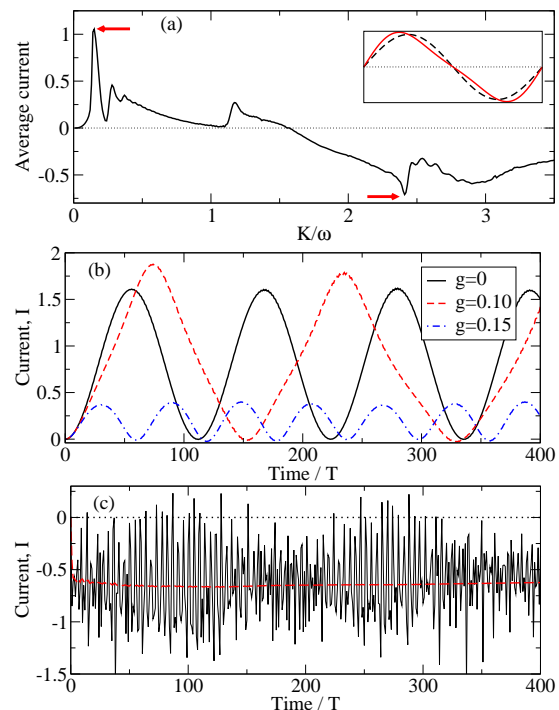 (a)
Average current
1
0.5
0
-0.5
0
1
2
3
K/ω
(b)
Current, I
2
1.5
1
0.5
0
g=0
g=0.10
g=0.15
0
100
200
300
400
Time / T
(c)
0
100
200
300
400
Current, I
0
-0.5
-1
-1.5
Time / T